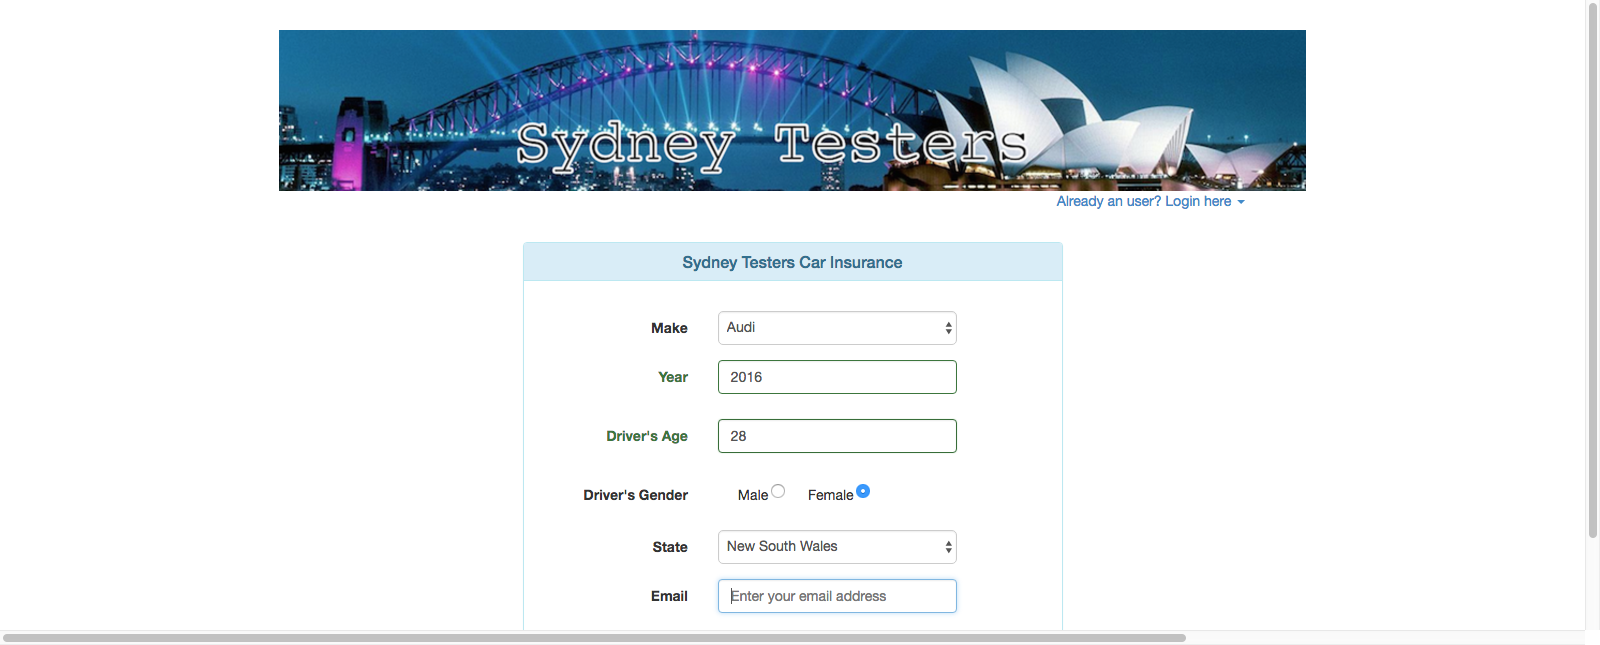 Sydney Testers
Already an user? Login here
Sydney Testers Car Insurance
Make Audi
Year 2016
Driver's Age 28
Driver's Gender Male Female
State New South Wales
Email Enter your email address